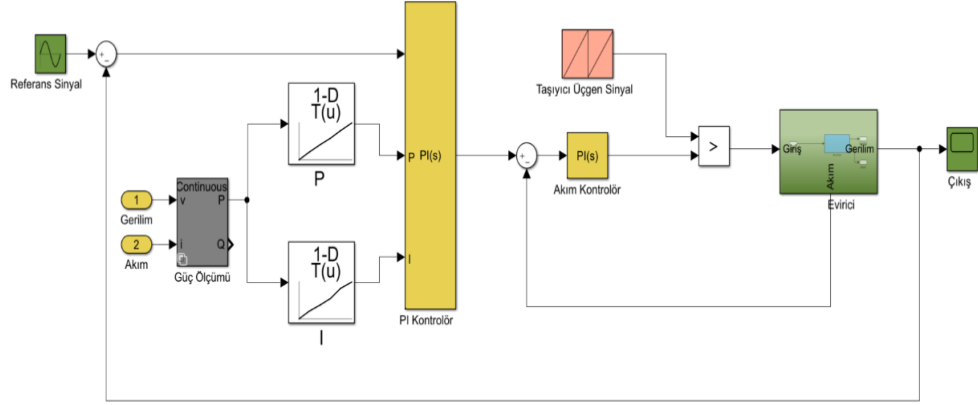 Referans Sinyal
+
−
1-D
T(u)
P
1
Gerilim
2
Akım
Continuous
v
P
i
Q
Güç Ölçümü
1-D
T(u)
I
P
PI(s)
I
PI Kontrolör
+
−
PI(s)
Akım Kontrolör
Taşıyıcı Üçgen Sinyal
>
Giriş
Gerilim
Akım
Evirici
Çıkış